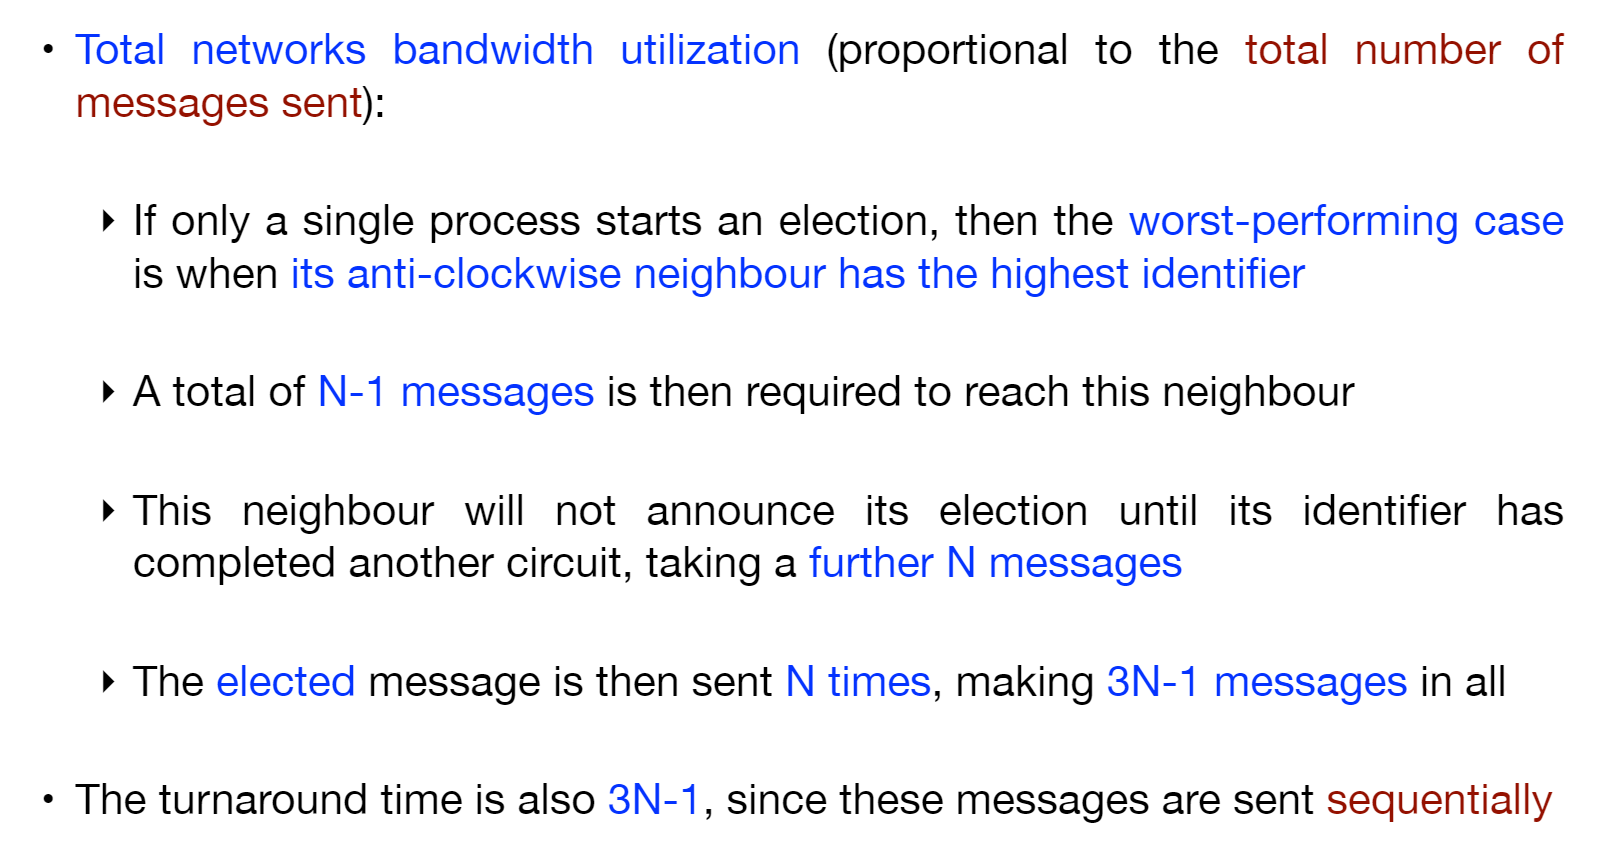 • Total networks bandwidth utilization (proportional to the total number of
messages sent):
‣ If only a single process starts an election, then the worst-performing case
is when its anti-clockwise neighbour has the highest identifier
‣ A total of N-1 messages is then required to reach this neighbour
‣ This neighbour will not announce its election until its identifier has
completed another circuit, taking a further N messages
‣ The elected message is then sent N times, making 3N-1 messages in all
• The turnaround time is also 3N-1, since these messages are sent sequentially